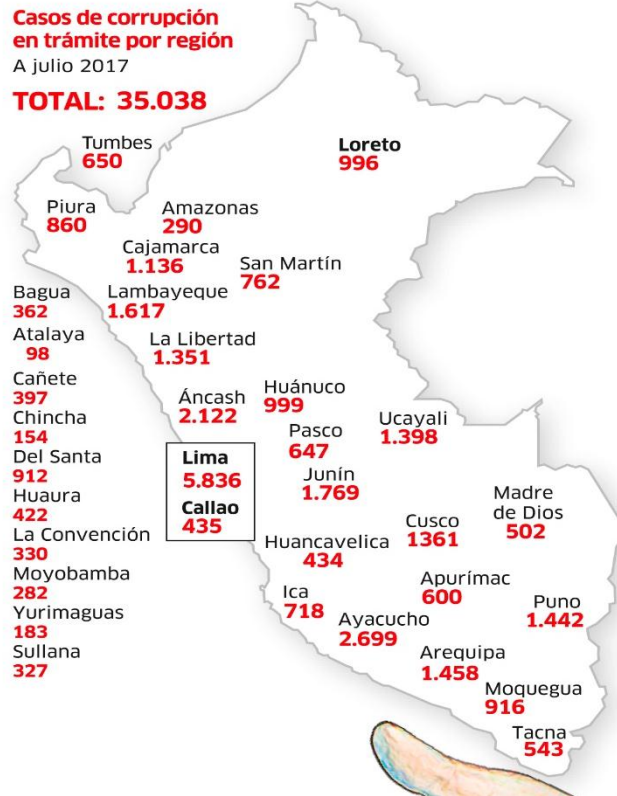 Casos de corrupción
en trámite por región
A julio 2017
TOTAL: 35.038
Tumbes
650
Loreto
996
Piura
860
Amazonas
290
Cajamarca
1.136
San Martín
762
Bagua
362
Lambayeque
1.617
Atalaya
98
La Libertad
1.351
Cañete
397
Áncash
2.122
Huánuco
999
Chincha
154
Pasco
647
Ucayali
1.398
Del Santa
912
Lima
5.836
Callao
435
Junín
1.769
Huaura
422
Madre
de Dios
502
La Convención
330
Huancavelica
434
Cusco
1361
Moyobamba
282
Ica
718
Apurímac
600
Puno
1.442
Yurimaguas
183
Ayacucho
2.699
Sullana
327
Arequipa
1.458
Moquegua
916
Tacna
543